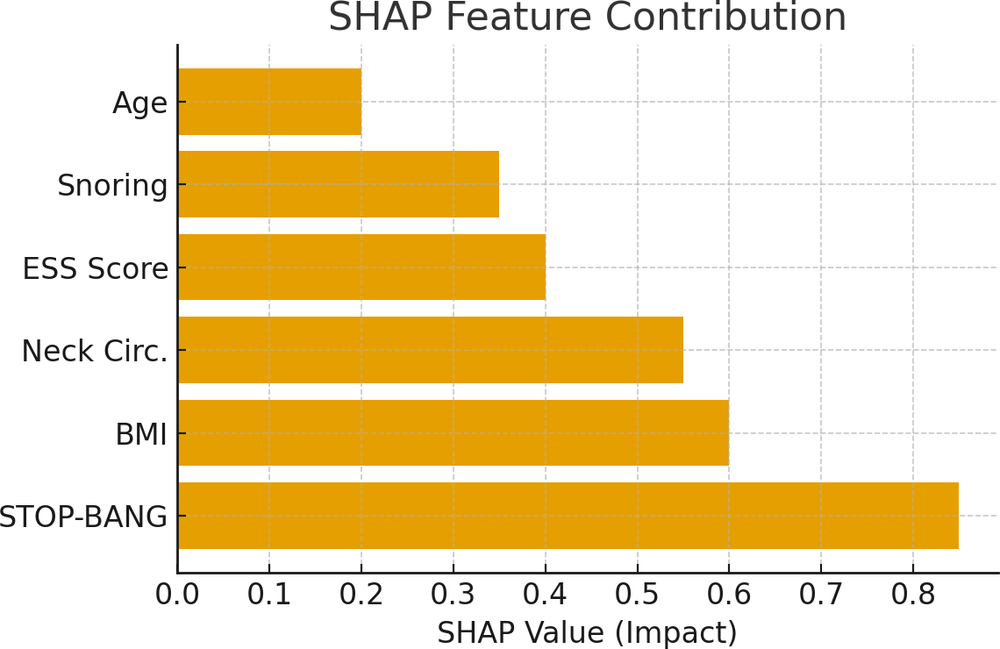 SHAP Feature Contribution
Age
Snoring
ESS Score
Neck Circ.
BMI
STOP-BANG
0.0 0.1 0.2 0.3 0.4 0.5 0.6 0.7 0.8
SHAP Value (Impact)